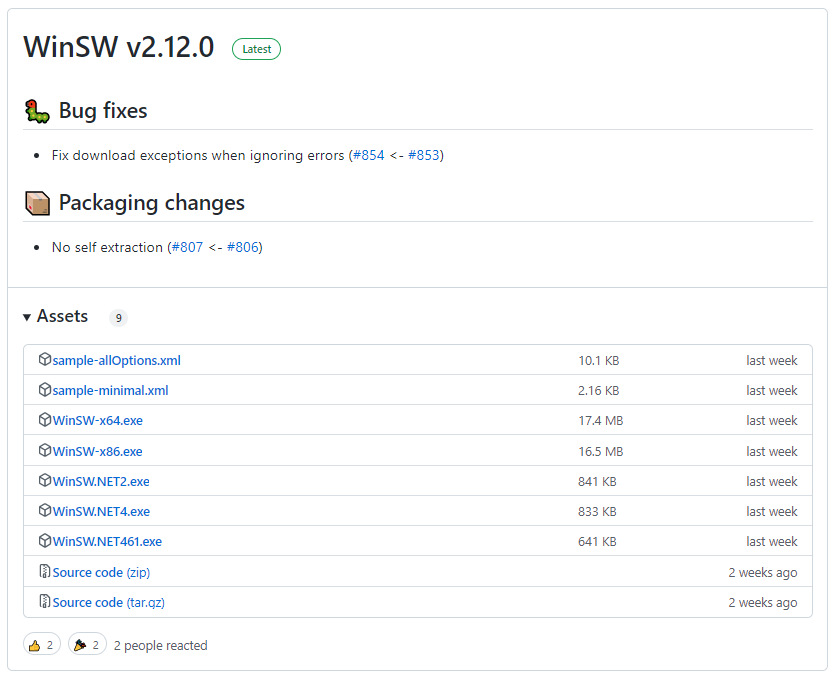 WinSW v2.12.0 Latest
Bug fixes
Fix download exceptions when ignoring errors (#854 <- #853)
Packaging changes
No self extraction (#807 <- #806)
Assets 9
sample-allOptions.xml 10.1 KB last week
sample-minimal.xml 2.16 KB last week
WinSW-x64.exe 17.4 MB last week
WinSW-x86.exe 16.5 MB last week
WinSW.NET2.exe 841 KB last week
WinSW.NET4.exe 833 KB last week
WinSW.NET461.exe 641 KB last week
Source code (zip) 2 weeks ago
Source code (tar.gz) 2 weeks ago
2 2 2 people reacted